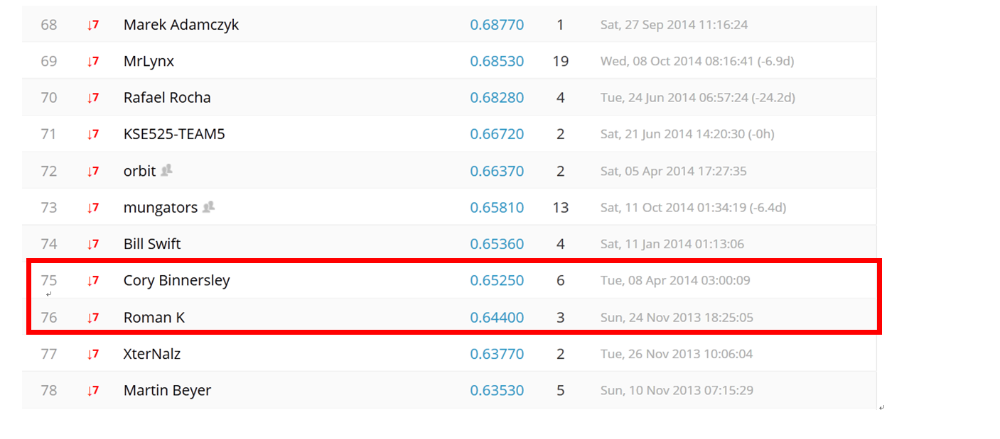 68 ↓7 Marek Adamczyk 0.68770 1 Sat, 27 Sep 2014 11:16:24
69 ↓7 MrLynx 0.68530 19 Wed, 08 Oct 2014 08:16:41 (-6.9d)
70 ↓7 Rafael Rocha 0.68280 4 Tue, 24 Jun 2014 06:57:24 (-24.2d)
71 ↓7 KSE525-TEAM5 0.66720 2 Sat, 21 Jun 2014 14:20:30 (-0h)
72 ↓7 orbit 0.66370 2 Sat, 05 Apr 2014 17:27:35
73 ↓7 mungators 0.65810 13 Sat, 11 Oct 2014 01:34:19 (-6.4d)
74 ↓7 Bill Swift 0.65360 4 Sat, 11 Jan 2014 01:13:06
75 ↓7 Cory Binnersley 0.65250 6 Tue, 08 Apr 2014 03:00:09
76 ↓7 Roman K 0.64400 3 Sun, 24 Nov 2013 18:25:05
77 ↓7 XterNalz 0.63770 2 Tue, 26 Nov 2013 10:06:04
78 ↓7 Martin Beyer 0.63530 5 Sun, 10 Nov 2013 07:15:29